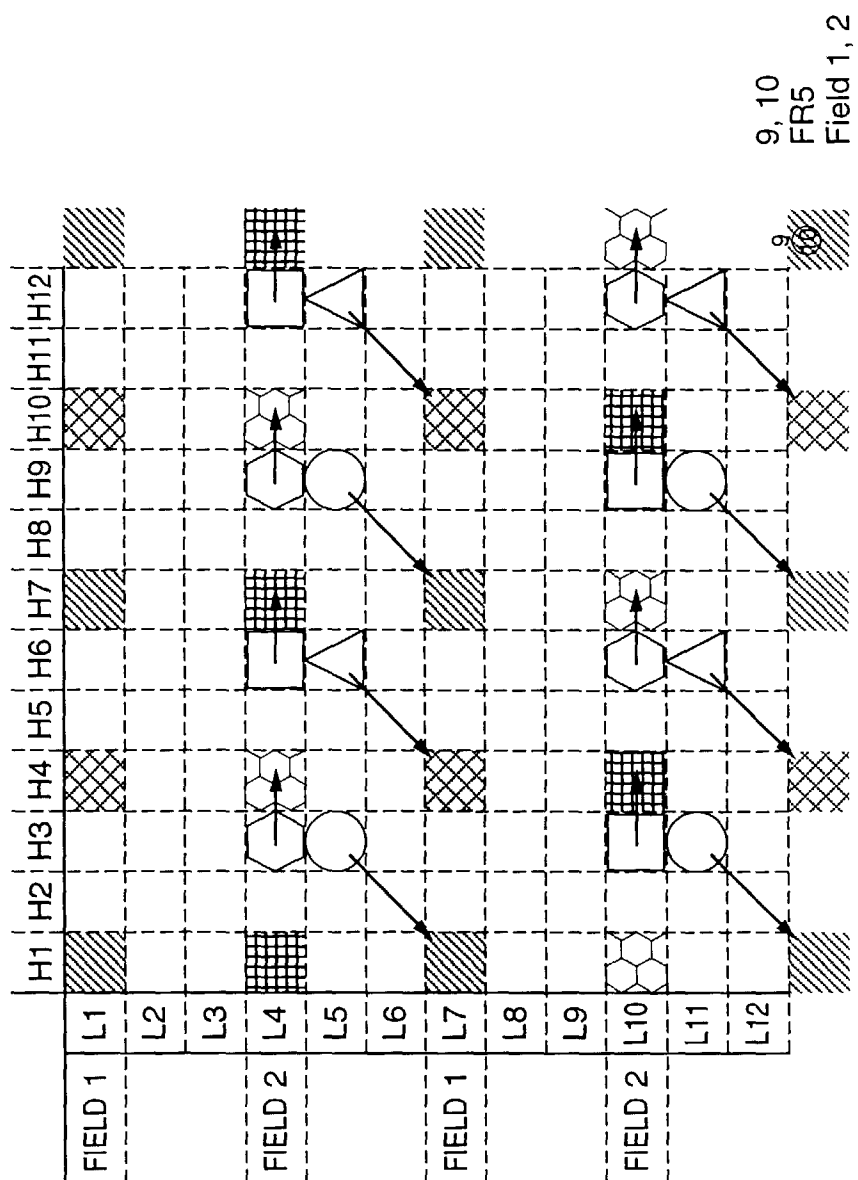 H1 H2 H3 H4 H5 H6 H7 H8 H9 H10 H11 H12
FIELD 1 L1
L2
L3
FIELD 2 L4
L5
L6
FIELD 1 L7
L8
L9
FIELD 2 L10
L11
L12
9
10
9, 10
FR5
Field 1, 2